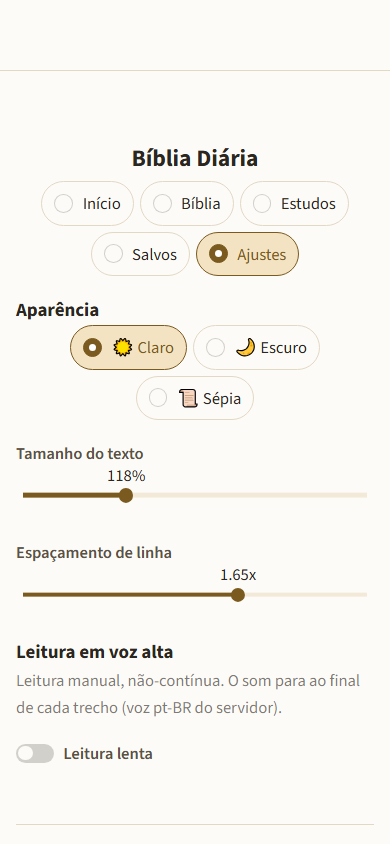 Bíblia Diária
Início
Bíblia
Estudos
Salvos
Ajustes
Aparência
Claro
Escuro
Sépia
Tamanho do texto
118%
Espaçamento de linha
1.65x
Leitura em voz alta
Leitura manual, não-contínua. O som para ao final
de cada trecho (voz pt-BR do servidor).
Leitura lenta